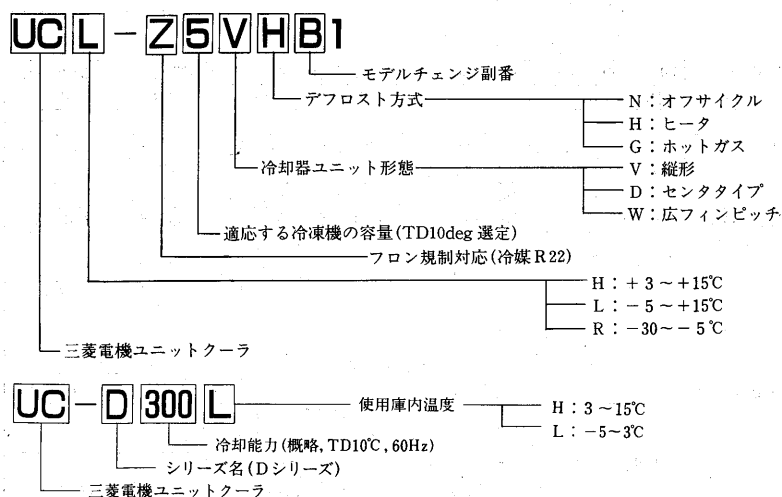 UCL-Z5VHB1
モデルチェンジ副番
デフロスト方式
N：オフサイクル
H：ヒータ
G：ホットガス
冷却器ユニット形態
V：縦形
D：センタタイプ
W：広フィンピッチ
適応する冷凍機の容量(TD10deg 選定)
フロン規制対応(冷媒R22)
H：＋3～＋15℃
L：－5～＋15℃
R：－30～－5℃
三菱電機ユニットクーラ
UC-D300L
使用庫内温度
H：3～15℃
L：-5～3℃
冷却能力(概略,TD10℃,60Hz)
シリーズ名(Dシリーズ)
三菱電機ユニットクーラ